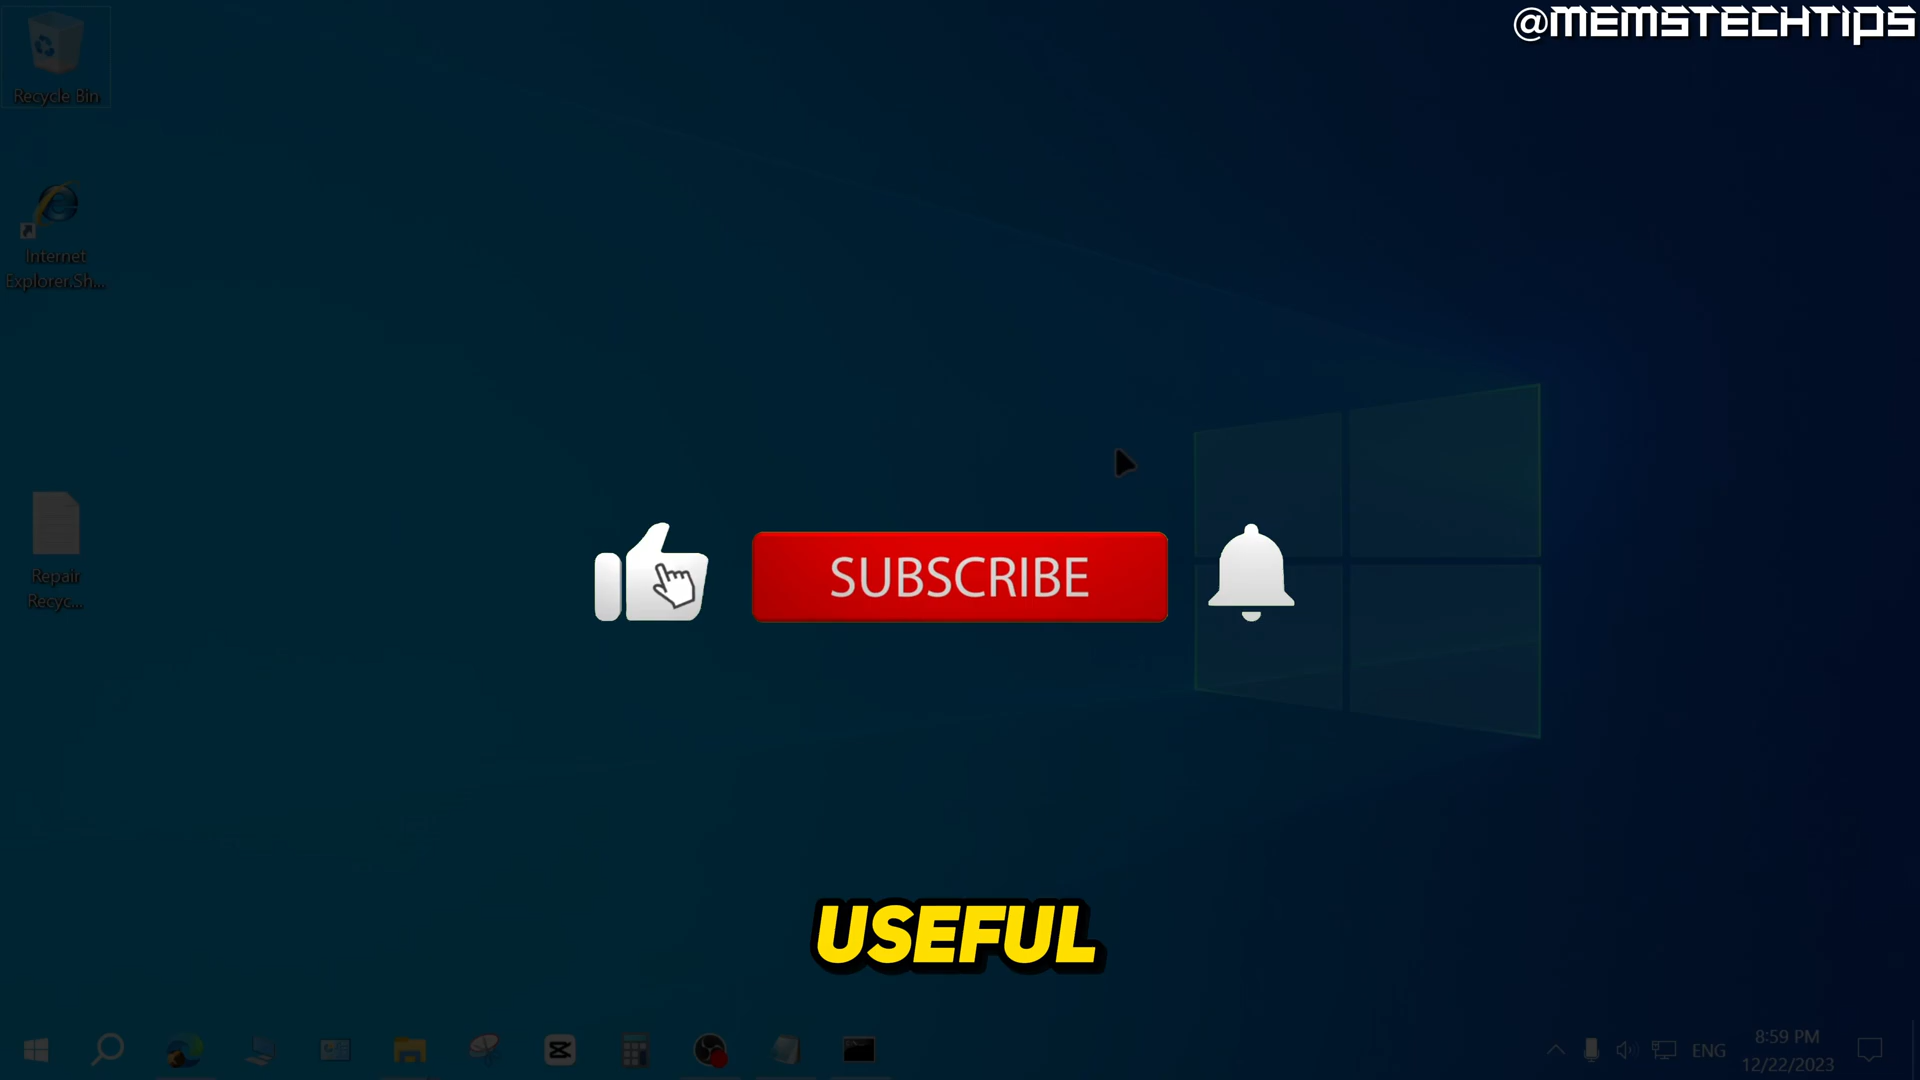 @MEMSTECHTIPS
Recycle Bin
Internet
Explorer.Sh...
Repair
Recyc...
SUBSCRIBE
USEFUL
ENG
8:59 PM
12/22/2023